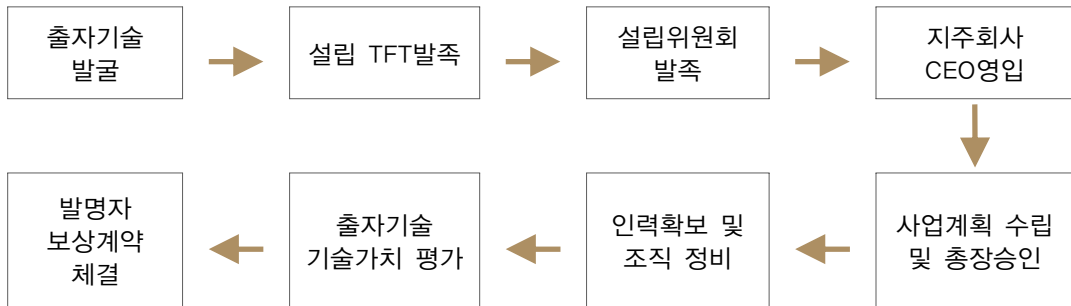 출자기술
발굴
설립 TFT발족
설립위원회
발족
지주회사
CEO영입
사업계획 수립
및 총장승인
인력확보 및
조직 정비
출자기술
기술가치 평가
발명자
보상계약
체결